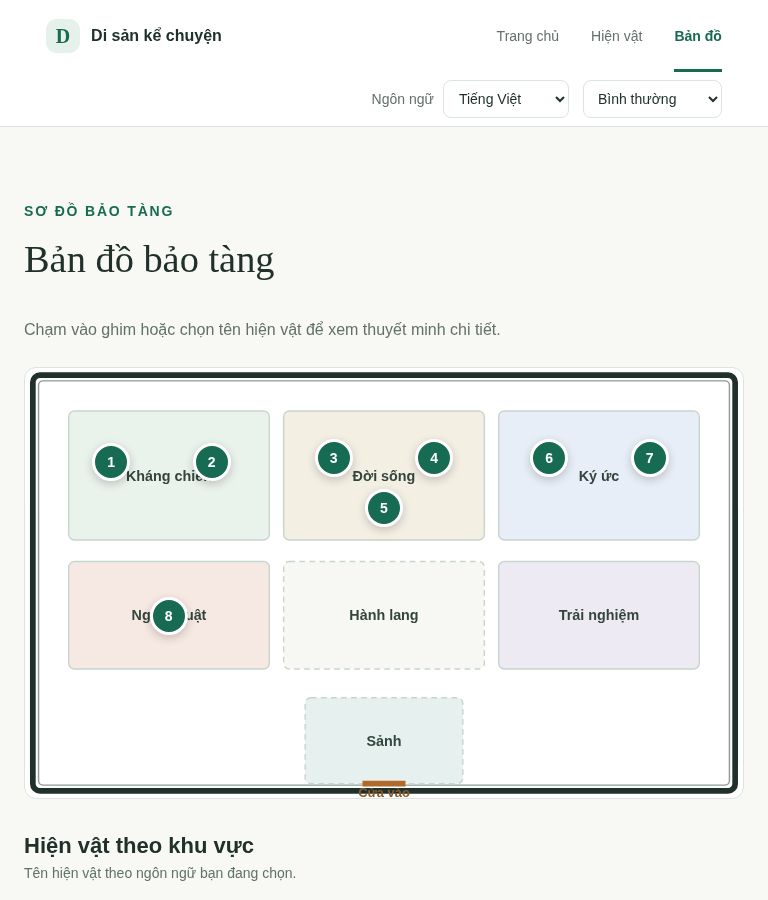 D Di sản kể chuyện
Trang chủ Hiện vật Bản đồ
Ngôn ngữ Tiếng Việt Bình thường
SƠ ĐỒ BẢO TÀNG
Bản đồ bảo tàng
Chạm vào ghim hoặc chọn tên hiện vật để xem thuyết minh chi tiết.
1 2 3 4 6 7
Kháng chiế Đời sống Ký ức
5
8
Hành lang Trải nghiệm
Sảnh
Cửa vào
Hiện vật theo khu vực
Tên hiện vật theo ngôn ngữ bạn đang chọn.